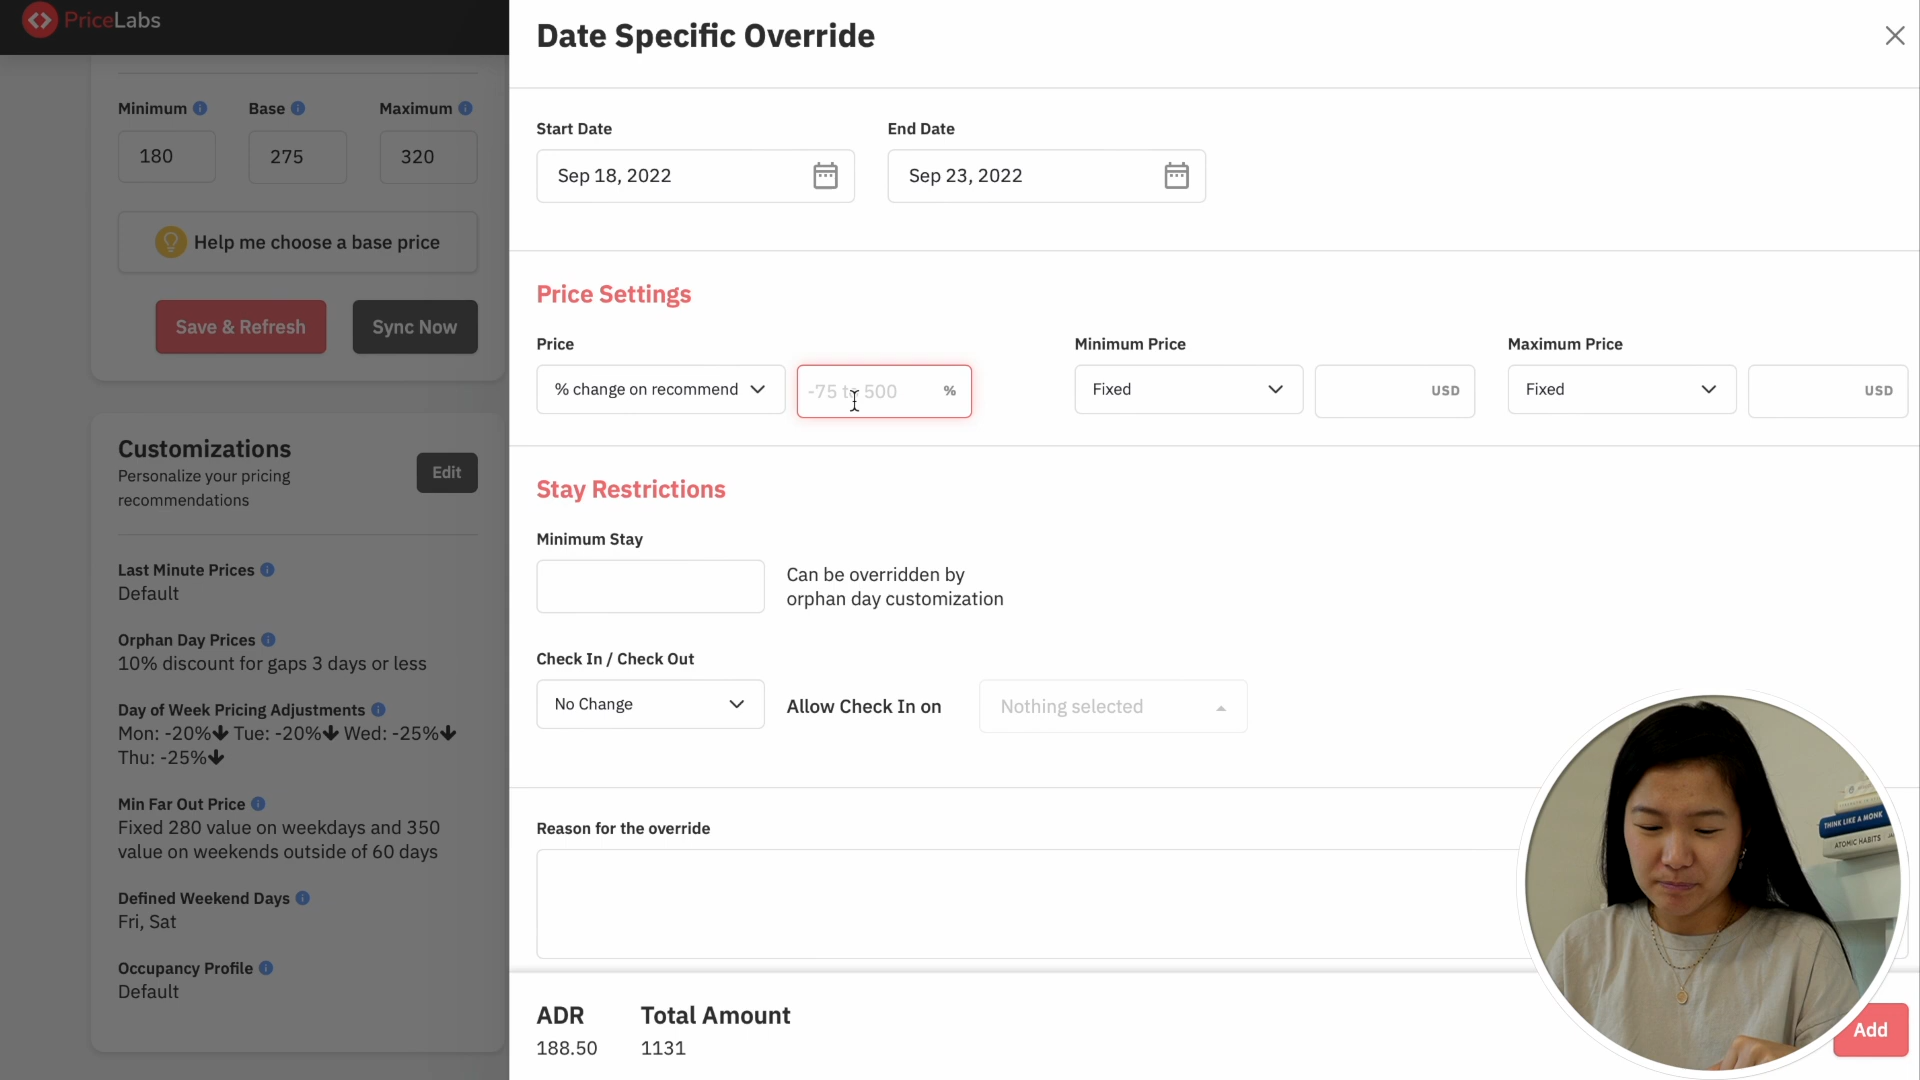 PriceLabs
Minimum
Base
Maximum
180
275
320
Help me choose a base price
Save & Refresh
Sync Now
Customizations
Personalize your pricing
recommendations
Edit
Last Minute Prices
Default
Orphan Day Prices
10% discount for gaps 3 days or less
Day of Week Pricing Adjustments
Mon: -20%↓ Tue: -20%↓ Wed: -25%↓
Thu: -25%↓
Min Far Out Price
Fixed 280 value on weekdays and 350
value on weekends outside of 60 days
Defined Weekend Days
Fri, Sat
Occupancy Profile
Default
Date Specific Override
Start Date
End Date
Sep 18, 2022
Sep 23, 2022
Price Settings
Price
Minimum Price
Maximum Price
% change on recommend
-75 to 500
%
Fixed
USD
Fixed
USD
Stay Restrictions
Minimum Stay
Can be overridden by
orphan day customization
Check In / Check Out
No Change
Allow Check In on
Nothing selected
Reason for the override
ADR
Total Amount
188.50
1131
Add
THINK LIKE A MONK
ATOMIC HABITS